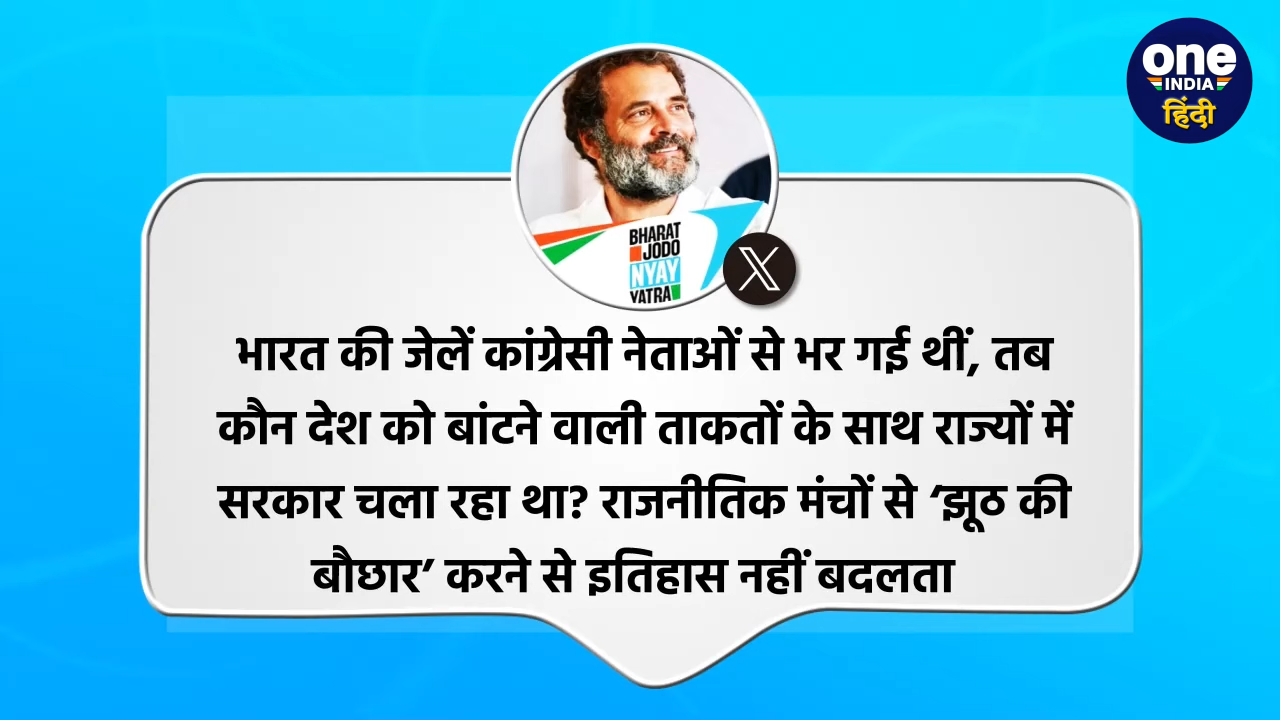 one
INDIA
हिंदी
BHARAT
JODO
NYAY
YATRA
X
भारत की जेलें कांग्रेसी नेताओं से भर गई थीं, तब
कौन देश को बांटने वाली ताकतों के साथ राज्यों में
सरकार चला रहा था? राजनीतिक मंचों से ‘झूठ की
बौछार’ करने से इतिहास नहीं बदलता